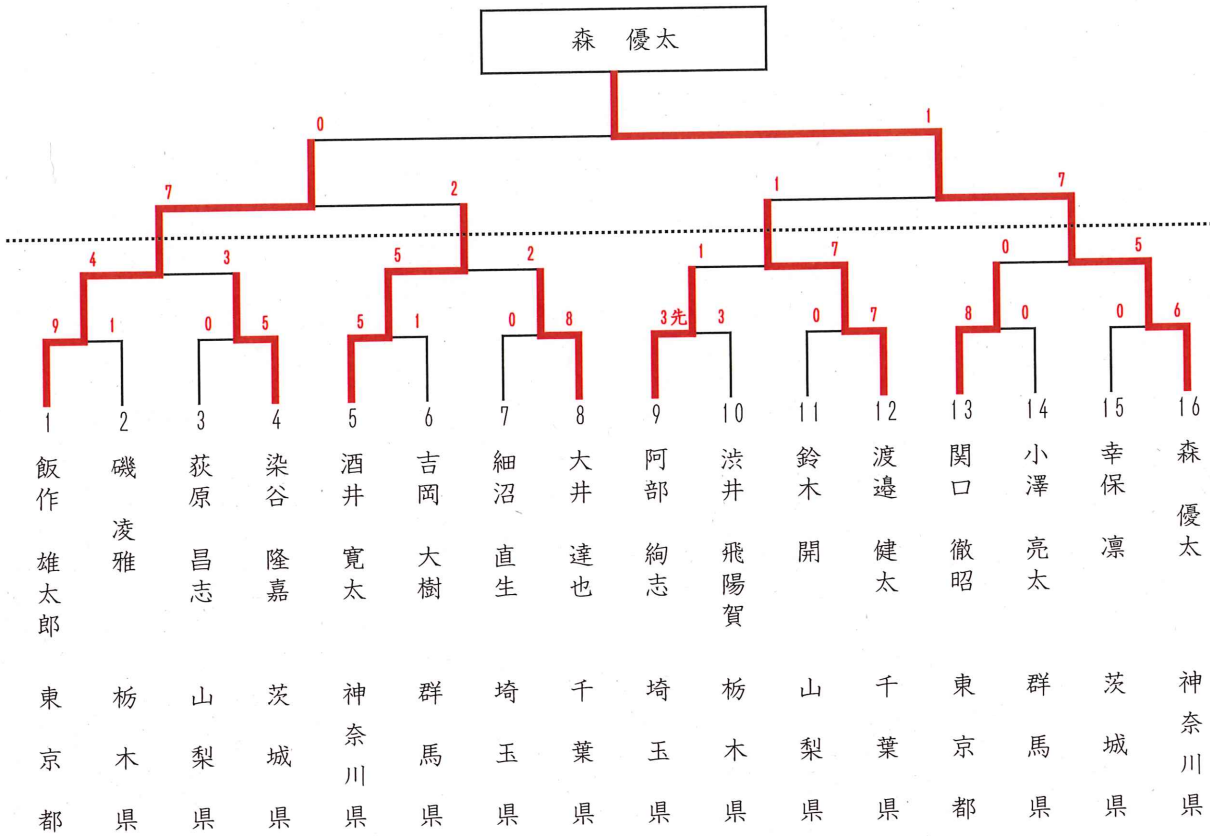 森 優太
0 1
7 2 1 7
4 3 5 2 1 7 0 5
9 1 0 5 5 1 0 8 3先 3 0 7 8 0 0 6
1 2 3 4 5 6 7 8 9 10 11 12 13 14 15 16
飯作 雄太郎
磯 凌雅
荻原 昌志
染谷 隆嘉
酒井 寛太
吉岡 大樹
細沼 直生
大井 達也
阿部 絢志
渋井 飛陽賀
鈴木 開
渡邉 健太
関口 徹昭
小澤 亮太
幸保 凛
森 優太
東京都
栃木県
山梨県
茨城県
神奈川県
群馬県
埼玉県
千葉県
埼玉県
栃木県
山梨県
千葉県
東京都
群馬県
茨城県
神奈川県